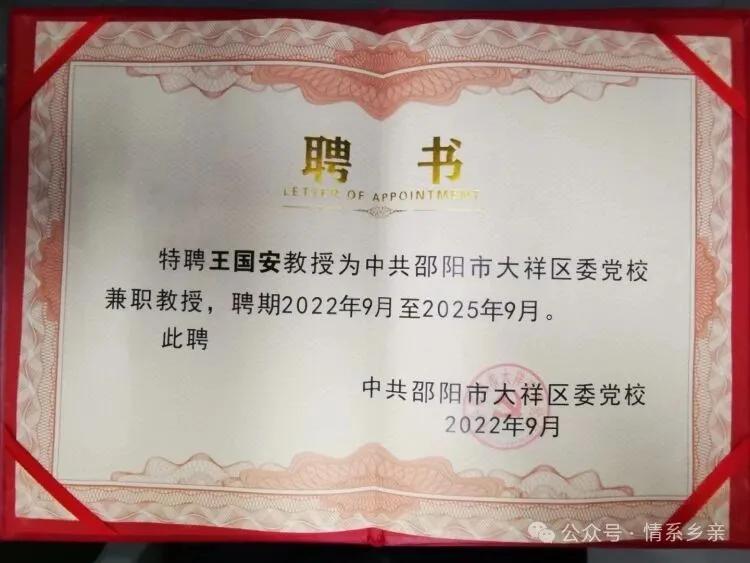 聘 书
LETTER OF APPOINTMENT
特聘王国安教授为中共邵阳市大祥区委党校
兼职教授，聘期2022年9月至2025年9月。
此聘
中共邵阳市大祥区委党校
2022年9月
公众号·情系乡亲